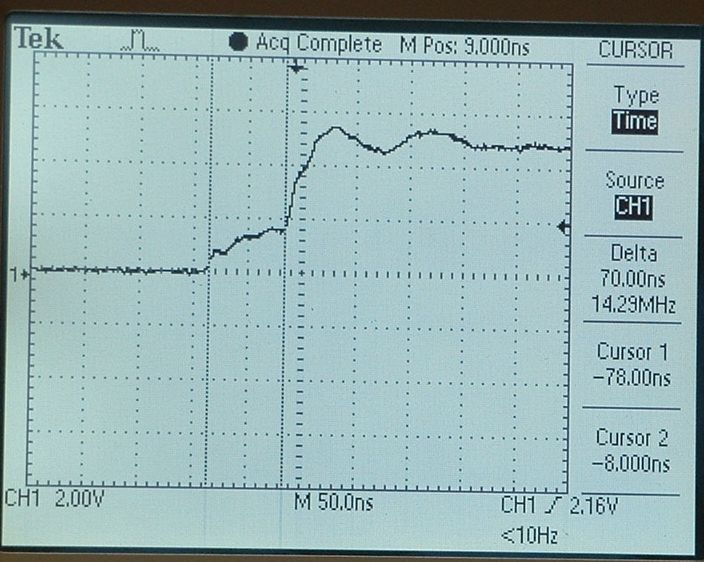 Tek Acq Complete M Pos: 9.000ns CURSOR
Type
Time
Source
CH1
Delta
70.00ns
14.29MHz
Cursor 1
-78.00ns
Cursor 2
-8.000ns
1
CH1 2.00V M 50.0ns CH1 2.16V
<10Hz